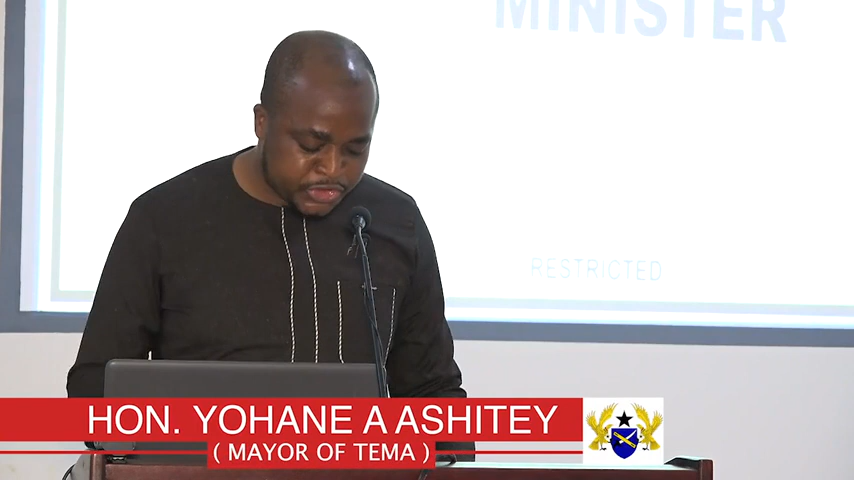 MINISTER
RESTRICTED
HON. YOHANE A ASHITEY
( MAYOR OF TEMA )